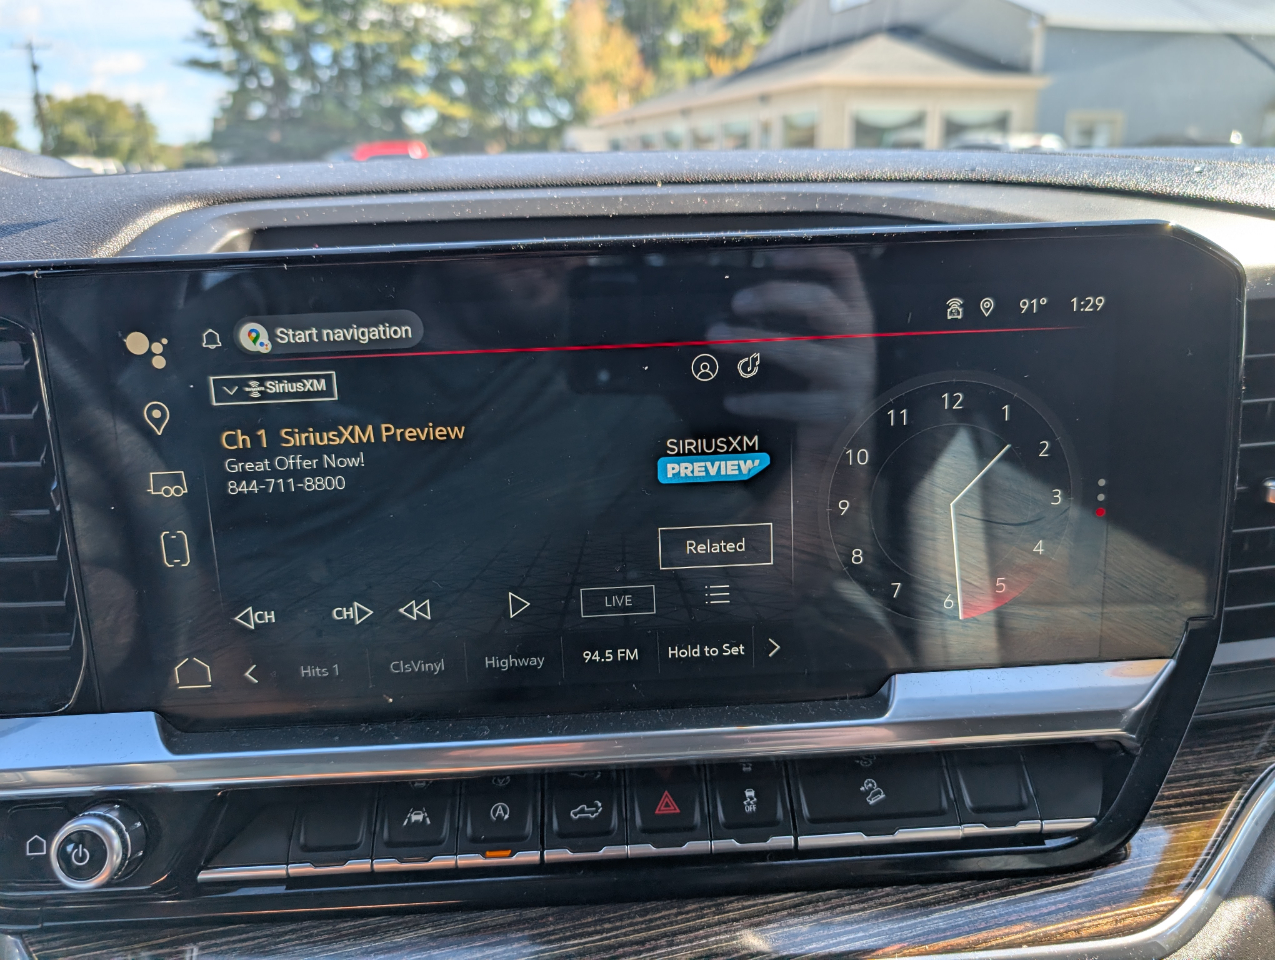 Start navigation
91° 1:29
SiriusXM
Ch 1 SiriusXM Preview
Great Offer Now!
844-711-8800
SIRIUSXM
PREVIEW
Related
CH
CH
LIVE
Hits 1
ClsVinyl
Highway
94.5 FM
Hold to Set
12
1
2
3
4
5
6
7
8
9
10
11
A
OFF